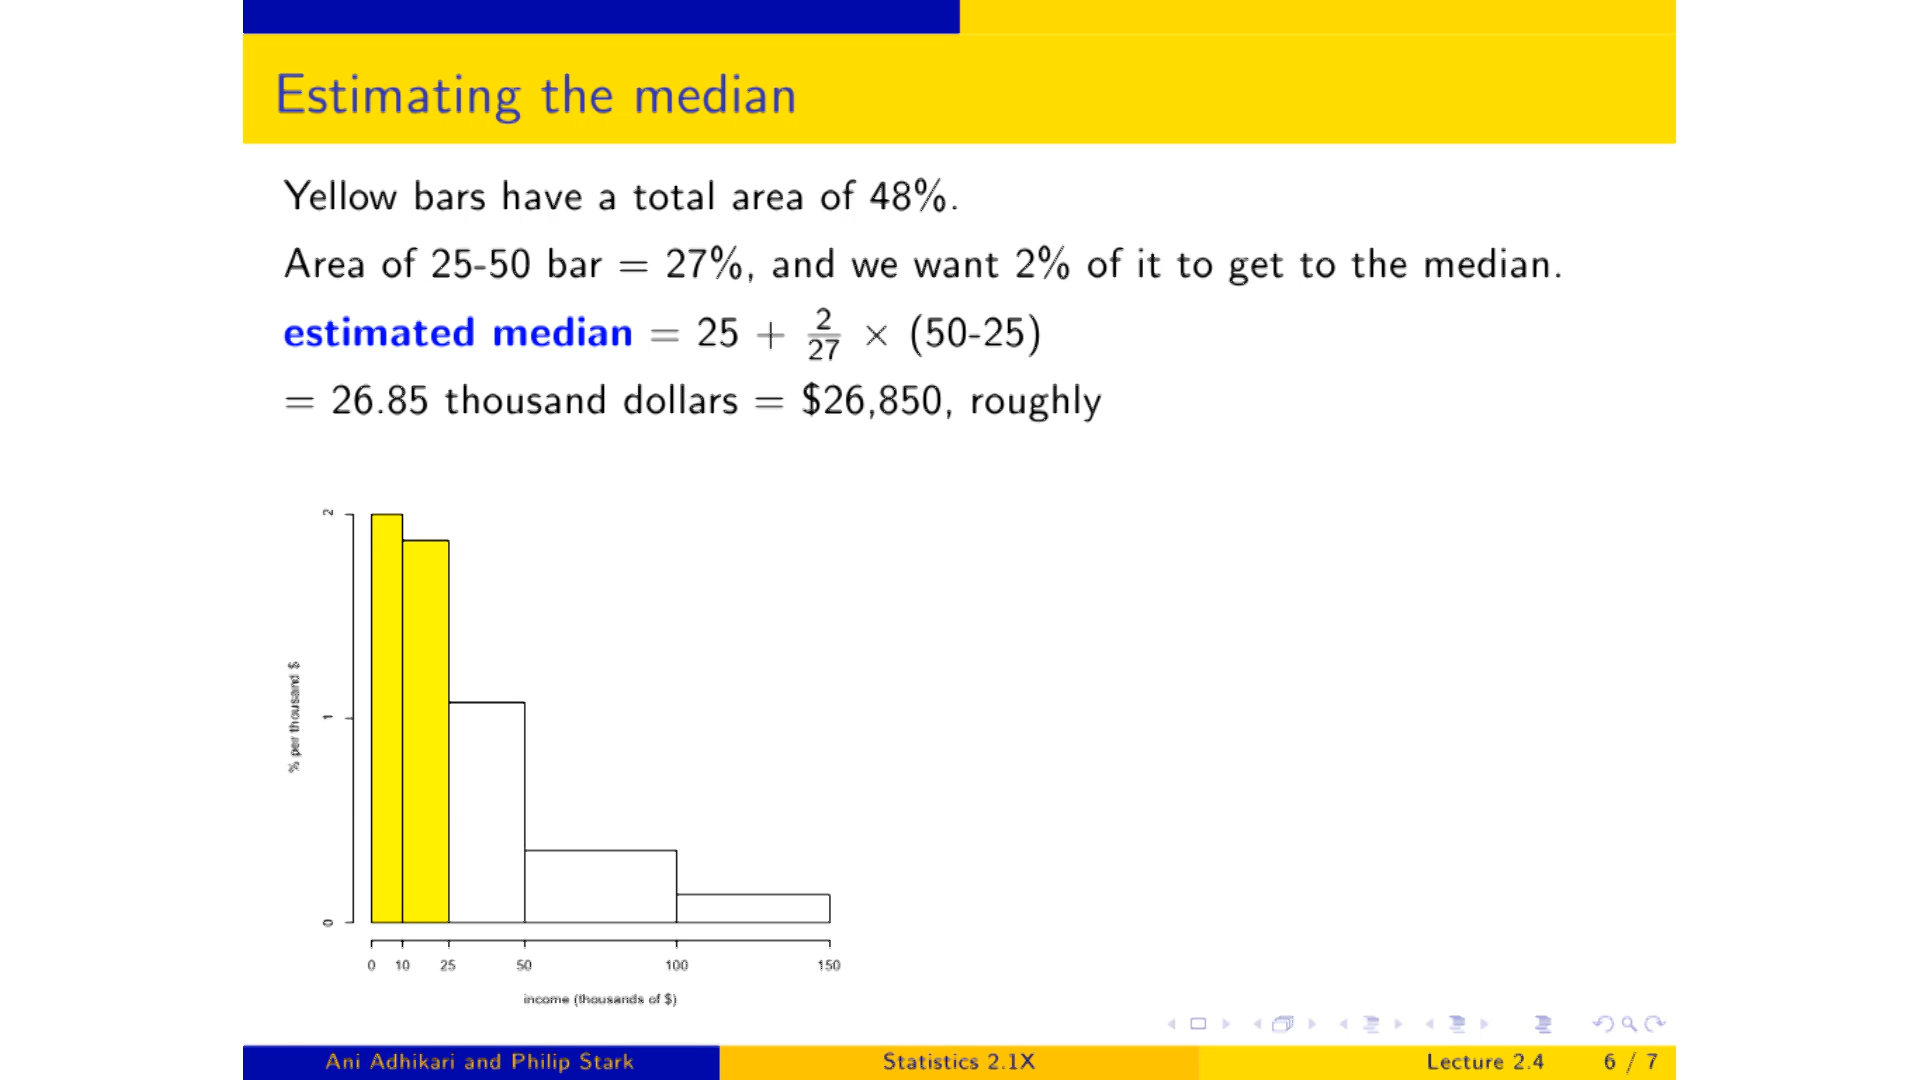 Estimating the median
Yellow bars have a total area of 48%.
Area of 25-50 bar = 27%, and we want 2% of it to get to the median.
estimated median = 25 + 2/27 × (50-25)
= 26.85 thousand dollars = $26,850, roughly
2
1
0
% per thousand $
0 10 25 50 100 150
income (thousands of $)
Ani Adhikari and Philip Stark Statistics 2.1X Lecture 2.4 6 / 7